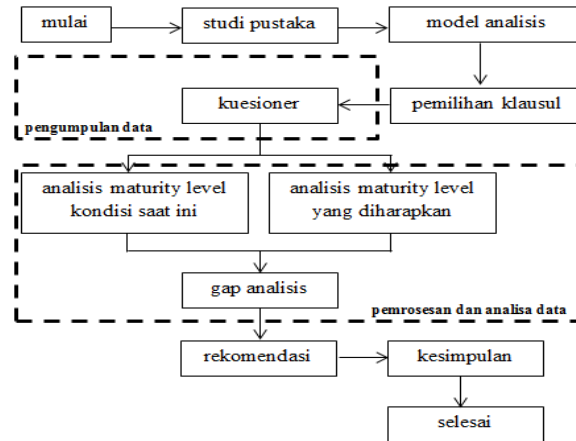 mulai
studi pustaka
model analisis
kuesioner
pemilihan klausul
pengumpulan data
analisis maturity level
kondisi saat ini
analisis maturity level
yang diharapkan
gap analisis
pemrosesan dan analisa data
rekomendasi
kesimpulan
selesai